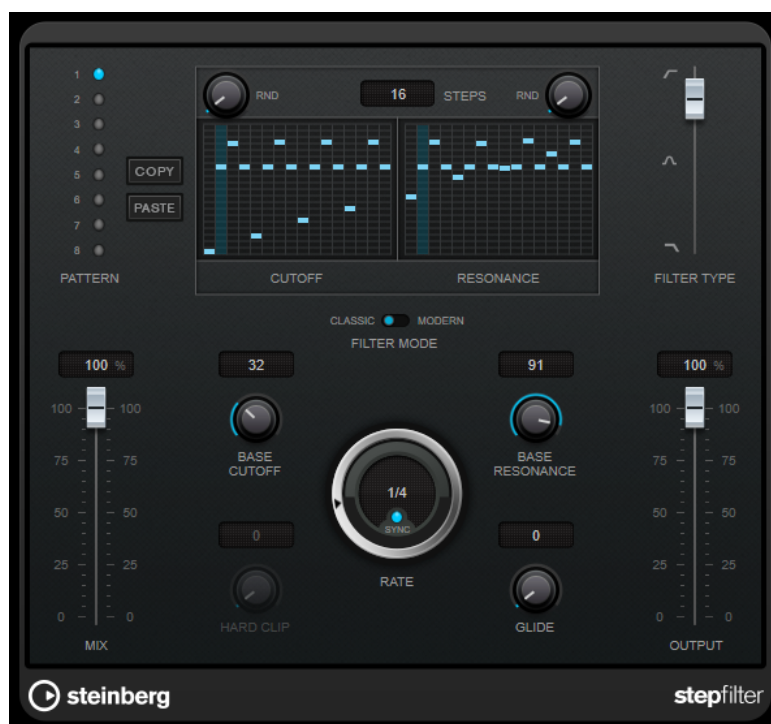 1
2
3
4
5
6
7
8
PATTERN
COPY
PASTE
RND
16 STEPS
RND
CUTOFF
RESONANCE
FILTER TYPE
CLASSIC MODERN
FILTER MODE
100 %
32
91
100 %
100 100
75 75
50 50
25 25
0 0
MIX
BASE
CUTOFF
0
HARD CLIP
1/4
SYNC
RATE
BASE
RESONANCE
0
GLIDE
100 100
75 75
50 50
25 25
0 0
OUTPUT
steinberg
stepfilter